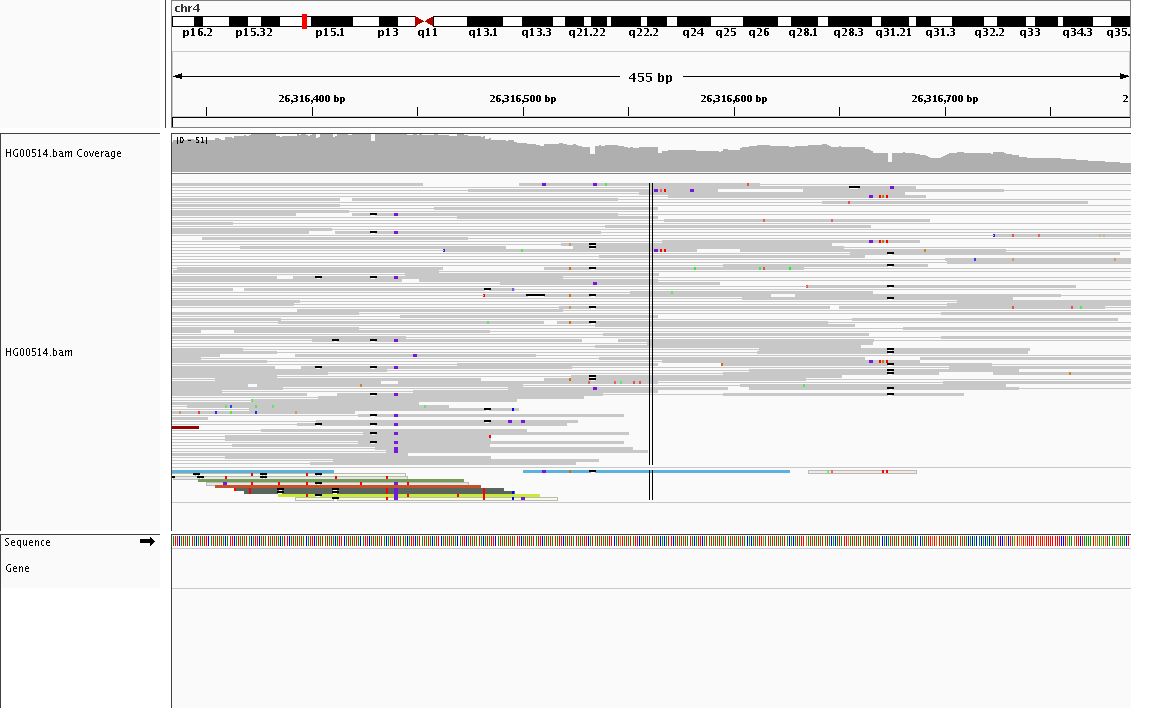 chr4
p16.2 p15.32 p15.1 p13 q11 q13.1 q13.3 q21.22 q22.2 q24 q25 q26 q28.1 q28.3 q31.21 q31.3 q32.2 q33 q34.3 q35.
455 bp
26,316,400 bp 26,316,500 bp 26,316,600 bp 26,316,700 bp 2
[0 - 51]
HG00514.bam Coverage
HG00514.bam
Sequence
Gene